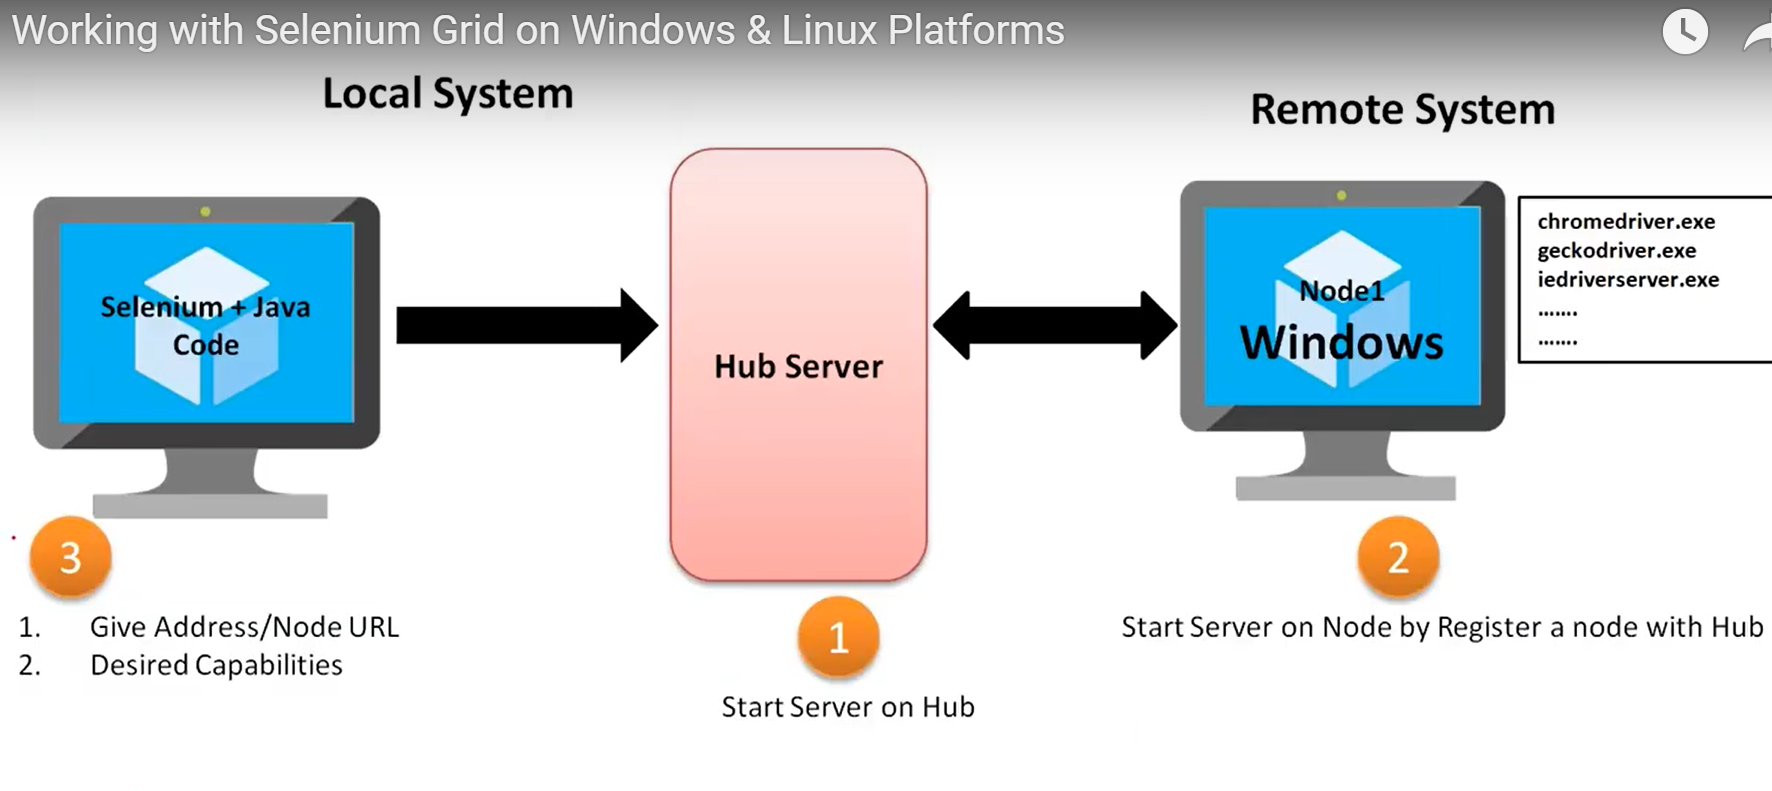 Working with Selenium Grid on Windows & Linux Platforms
Local System
Remote System
Selenium + Java
Code
Hub Server
Node1
Windows
chromedriver.exe
geckodriver.exe
iedriverserver.exe
.......
.......
3
1. Give Address/Node URL
2. Desired Capabilities
1
Start Server on Hub
2
Start Server on Node by Register a node with Hub